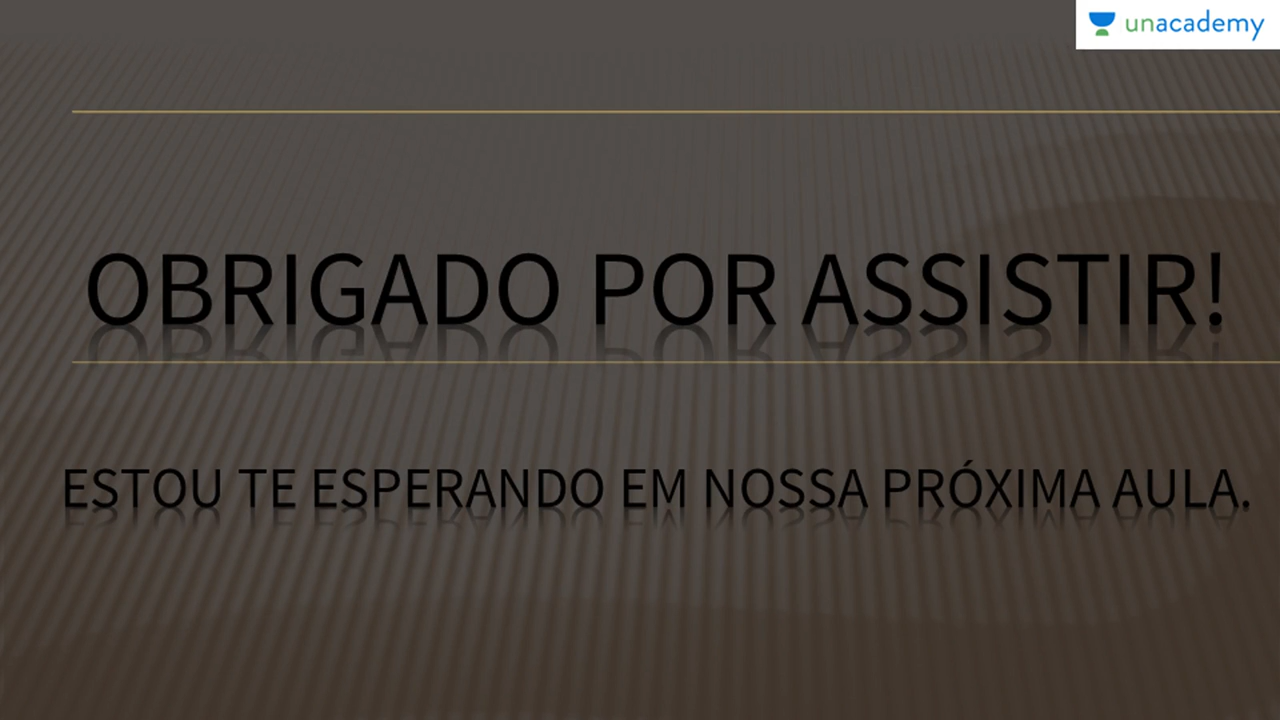 unacademy
OBRIGADO POR ASSISTIR!
ESTOU TE ESPERANDO EM NOSSA PRÓXIMA AULA.